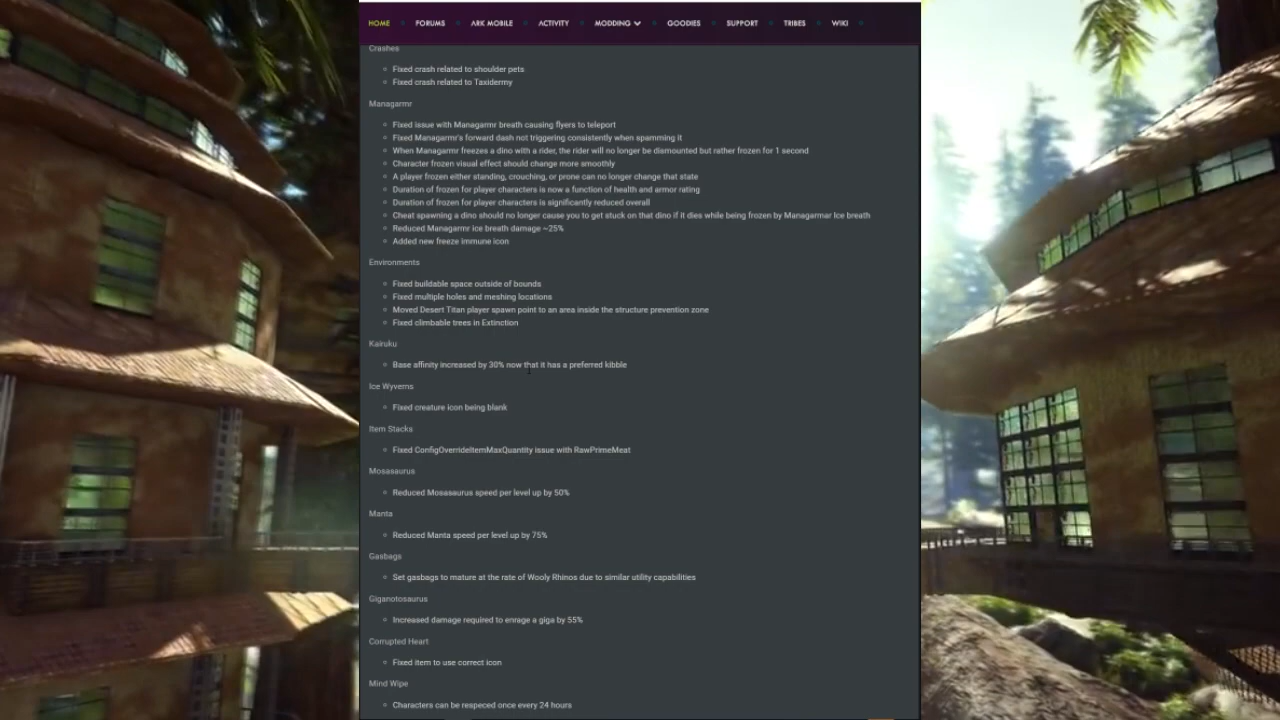 HOME FORUMS ARK MOBILE ACTIVITY MODDING GOODIES SUPPORT TRIBES WIKI
Crashes
Fixed crash related to shoulder pets
Fixed crash related to Taxidermy
Managarmr
Fixed issue with Managarmr breath causing flyers to teleport
Fixed Managarmr's forward dash not triggering consistently when spamming it
When Managarmr freezes a dino with a rider, the rider will no longer be dismounted but rather frozen for 1 second
Character frozen visual effect should change more smoothly
A player frozen either standing, crouching, or prone can no longer change that state
Duration of frozen for player characters is now a function of health and armor rating
Duration of frozen for player characters is significantly reduced overall
Cheat spawning a dino should no longer cause you to get stuck on that dino if it dies while being frozen by Managarmar Ice breath
Reduced Managarmr ice breath damage ~25%
Added new freeze immune icon
Environments
Fixed buildable space outside of bounds
Fixed multiple holes and meshing locations
Moved Desert Titan player spawn point to an area inside the structure prevention zone
Fixed climbable trees in Extinction
Kairuku
Base affinity increased by 30% now that it has a preferred kibble
Ice Wyverns
Fixed creature icon being blank
Item Stacks
Fixed ConfigOverrideItemMaxQuantity issue with RawPrimeMeat
Mosasaurus
Reduced Mosasaurus speed per level up by 50%
Manta
Reduced Manta speed per level up by 75%
Gasbags
Set gasbags to mature at the rate of Wooly Rhinos due to similar utility capabilities
Giganotosaurus
Increased damage required to enrage a giga by 55%
Corrupted Heart
Fixed item to use correct icon
Mind Wipe
Characters can be respeced once every 24 hours